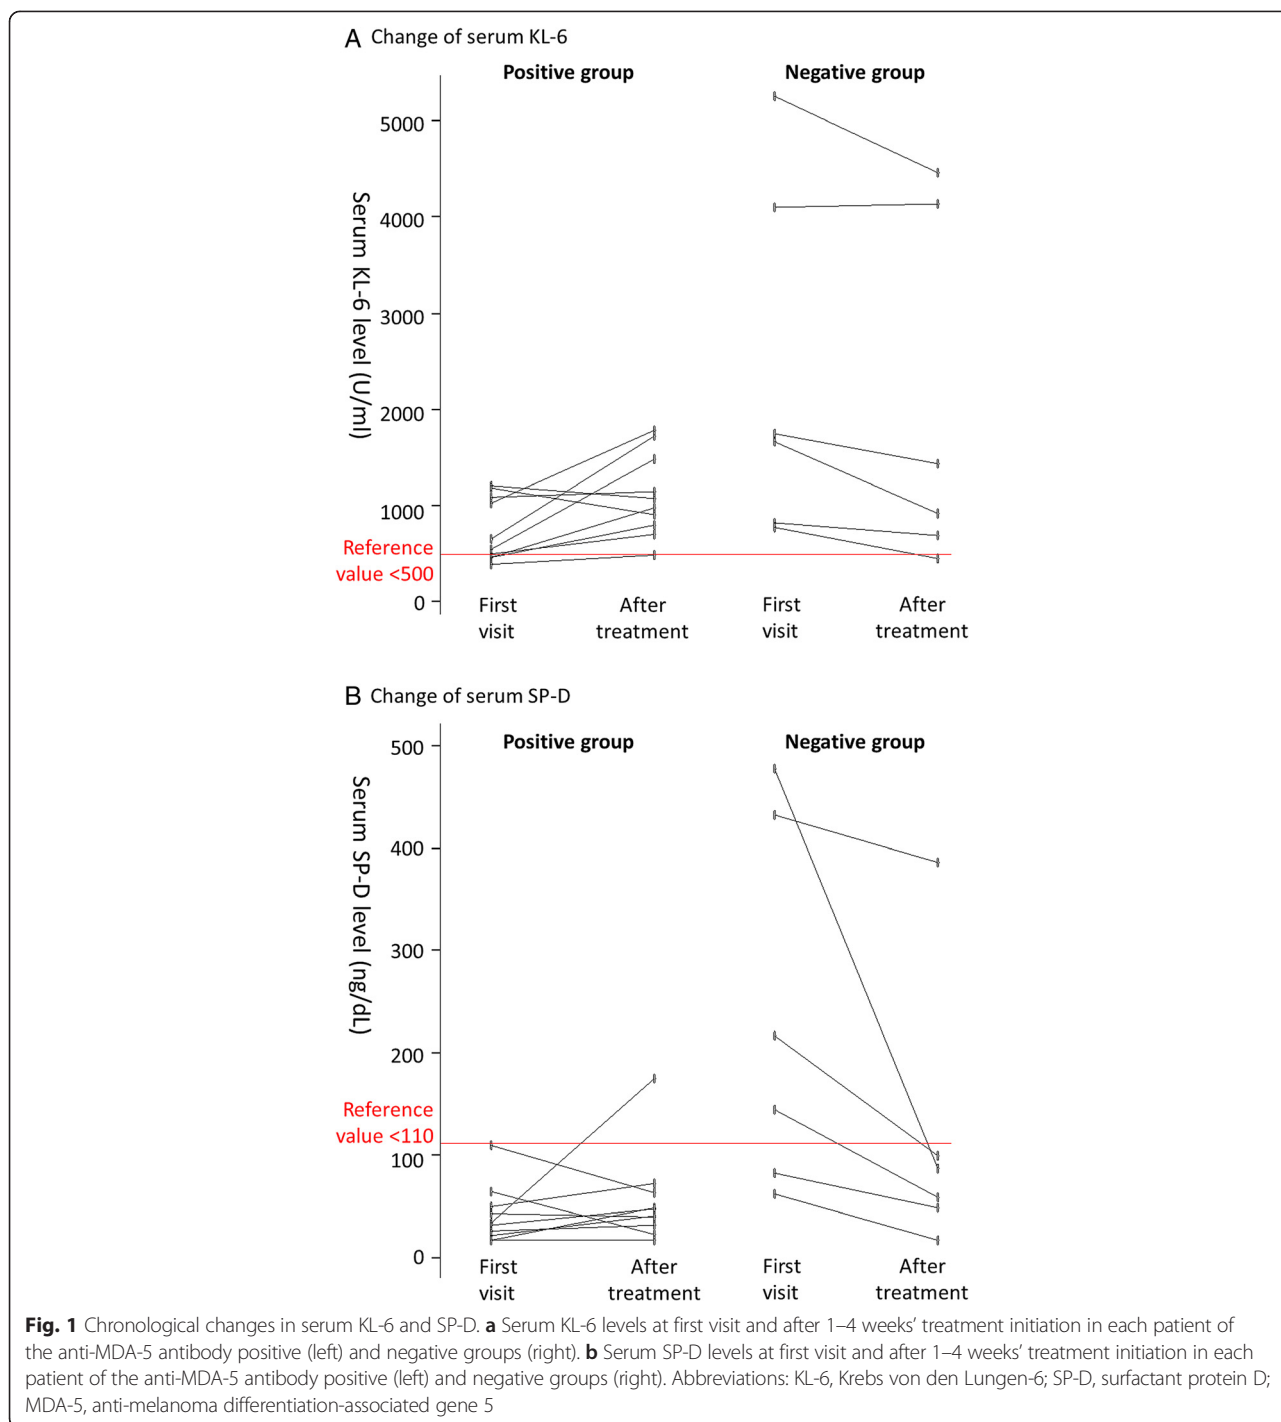 A Change of serum KL-6
Positive group
Negative group
Serum KL-6 level (U/ml)
5000
4000
3000
2000
1000
0
Reference
value <500
First
visit
After
treatment
First
visit
After
treatment
B Change of serum SP-D
Positive group
Negative group
Serum SP-D level (ng/dL)
500
400
300
200
100
0
Reference
value <110
First
visit
After
treatment
First
visit
After
treatment
Fig. 1 Chronological changes in serum KL-6 and SP-D. a Serum KL-6 levels at first visit and after 1–4 weeks’ treatment initiation in each patient of
the anti-MDA-5 antibody positive (left) and negative groups (right). b Serum SP-D levels at first visit and after 1–4 weeks’ treatment initiation in each
patient of the anti-MDA-5 antibody positive (left) and negative groups (right). Abbreviations: KL-6, Krebs von den Lungen-6; SP-D, surfactant protein D;
MDA-5, anti-melanoma differentiation-associated gene 5